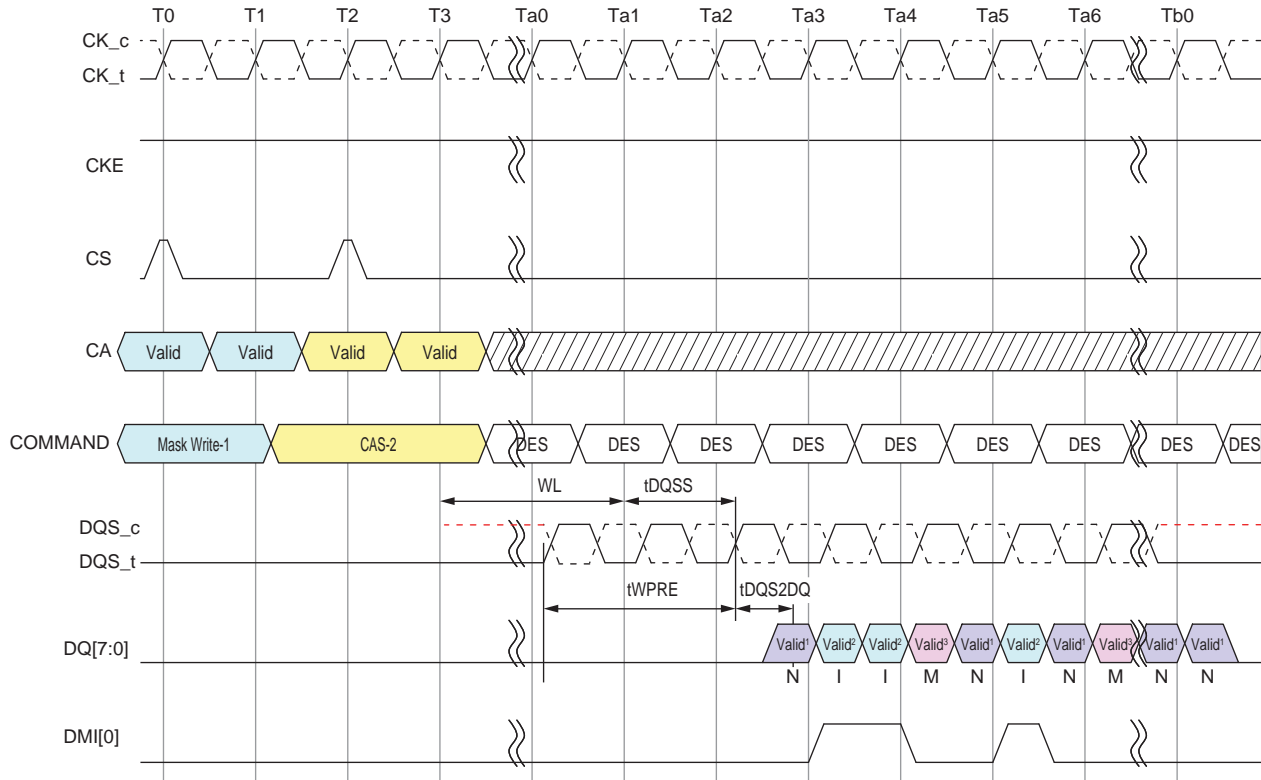 T0 T1 T2 T3 Ta0 Ta1 Ta2 Ta3 Ta4 Ta5 Ta6 Tb0
CK_c
CK_t
CKE
CS
CA Valid Valid Valid Valid
COMMAND Mask Write-1 CAS-2 DES DES DES DES DES DES DES DES DES
WL tDQSS
DQS_c
DQS_t
tWPRE tDQS2DQ
DQ[7:0] Valid¹ Valid² Valid² Valid³ Valid¹ Valid² Valid¹ Valid³ Valid¹ Valid¹
N I I M N I N M N N
DMI[0]